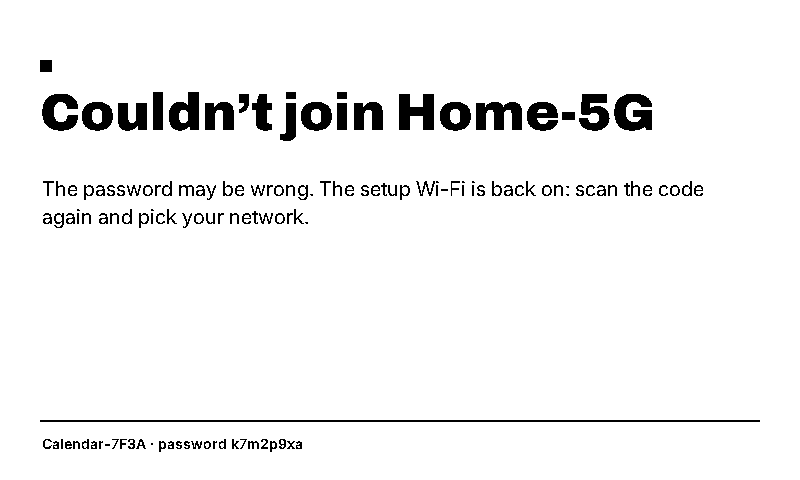 Couldn’t join Home-5G
The password may be wrong. The setup Wi-Fi is back on: scan the code
again and pick your network.
Calendar-7F3A · password k7m2p9xa